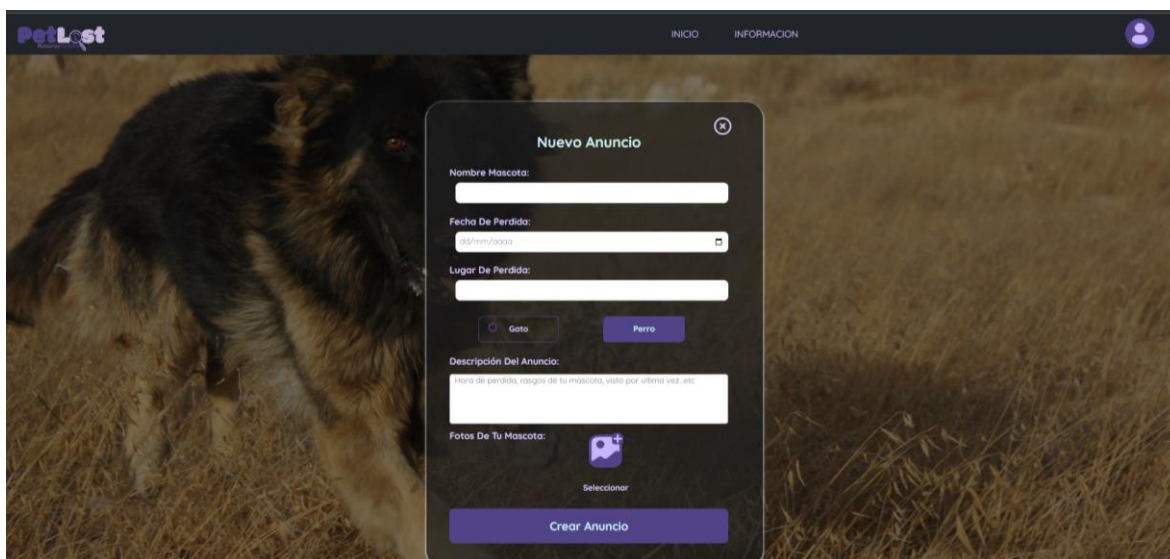 PetLost
INICIO
INFORMACION
Nuevo Anuncio
Nombre Mascota:
Fecha De Perdida:
dd/mm/aaaa
Lugar De Perdida:
Gato
Perro
Descripción Del Anuncio:
Hora de perdida, rasgos de tu mascota, visto por ultima vez..etc
Fotos De Tu Mascota:
Seleccionar
Crear Anuncio